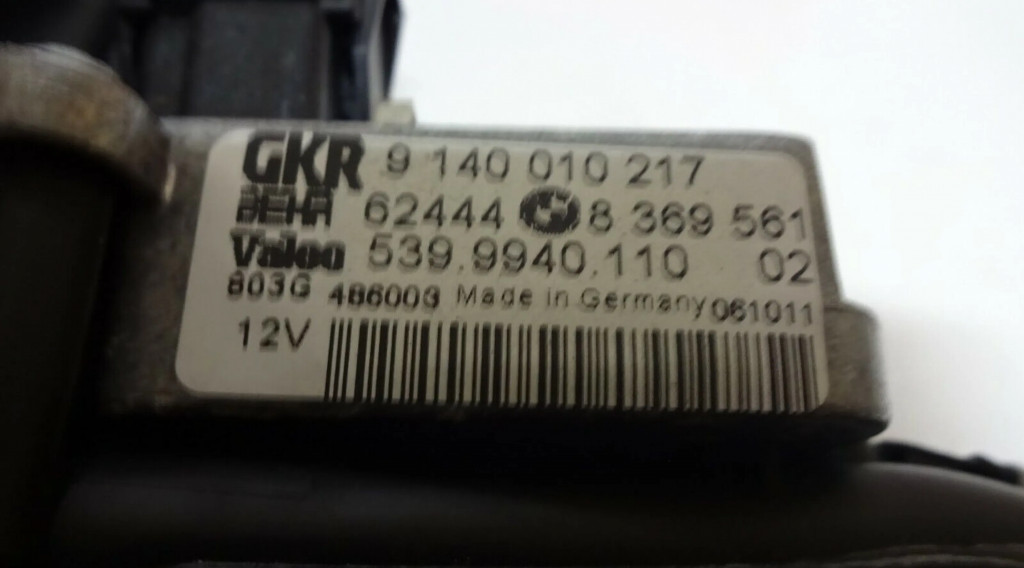 GKR 9 140 010 217
BEHR 62444 8 369 561
Valeo 539.9940.110 02
803G 486003 Made in Germany 061011
12V